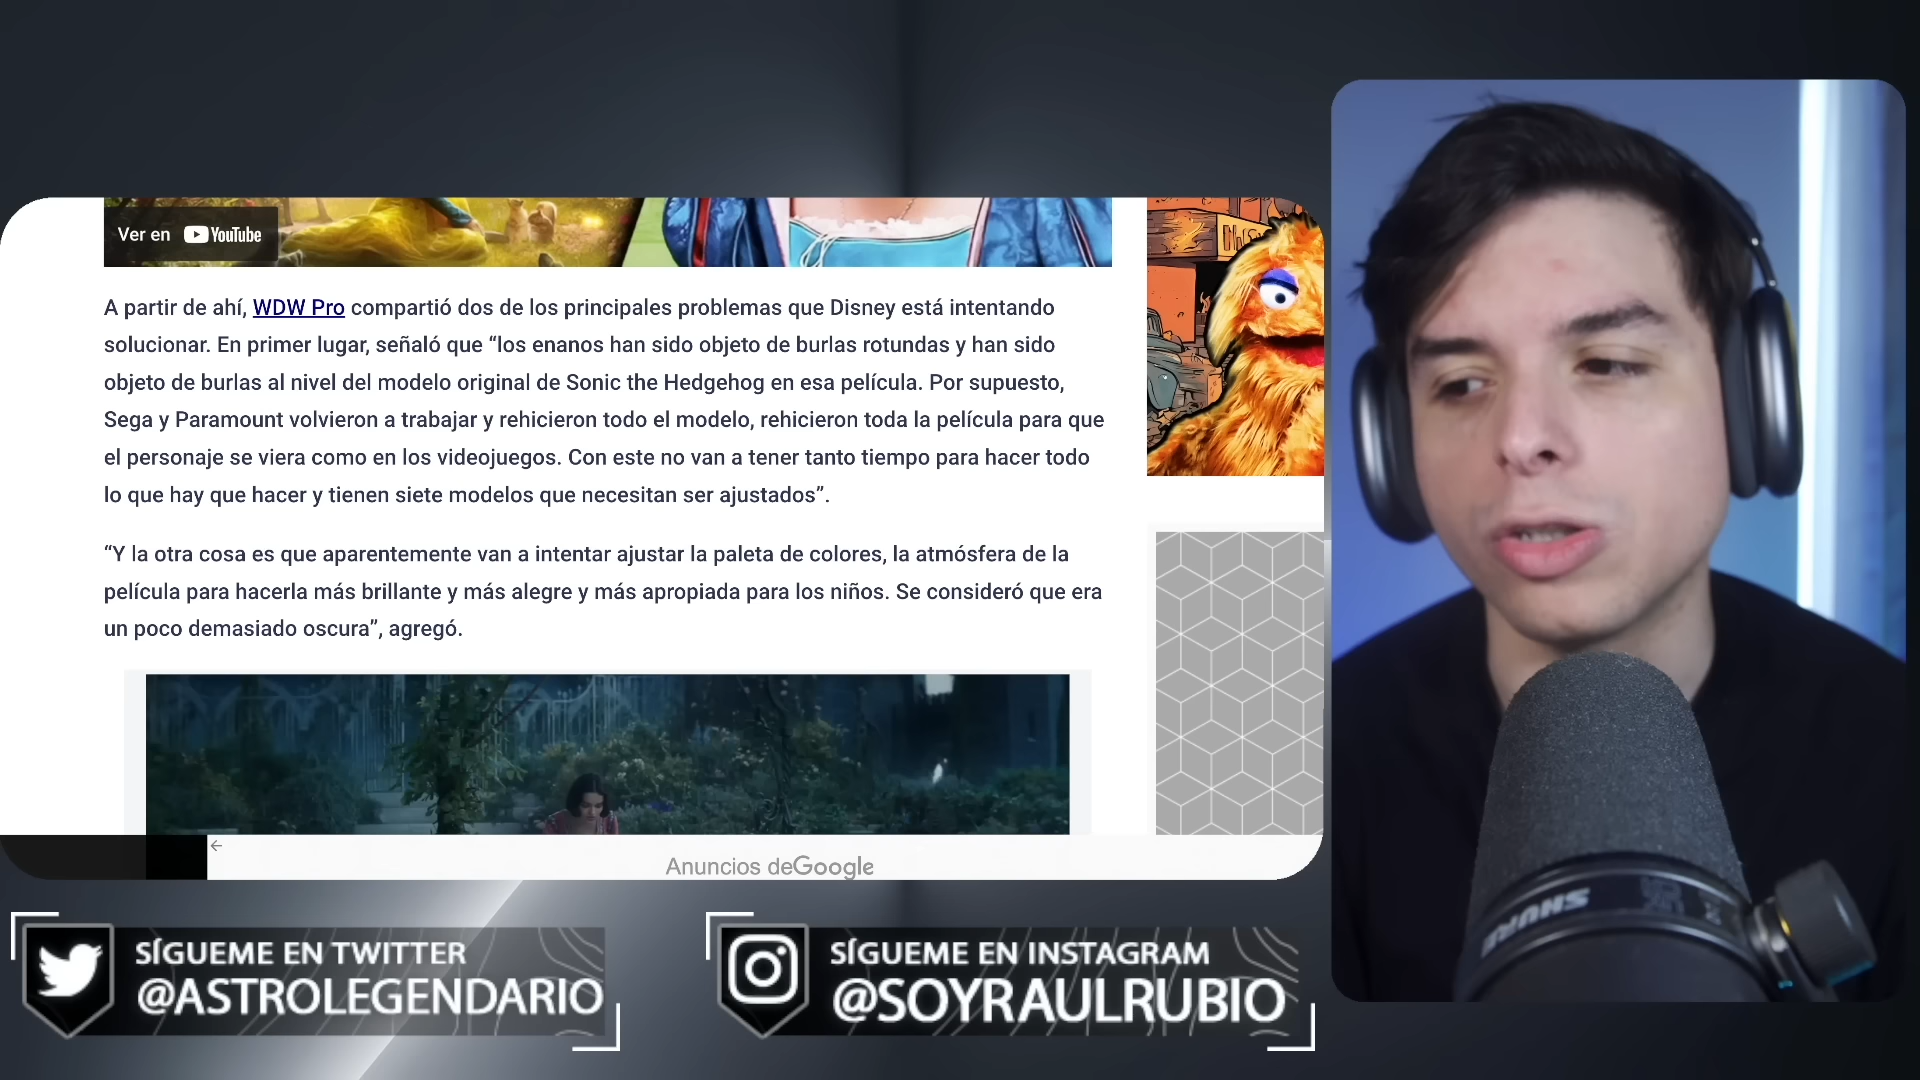 Ver en YouTube
A partir de ahí, WDW Pro compartió dos de los principales problemas que Disney está intentando
solucionar. En primer lugar, señaló que “los enanos han sido objeto de burlas rotundas y han sido
objeto de burlas al nivel del modelo original de Sonic the Hedgehog en esa película. Por supuesto,
Sega y Paramount volvieron a trabajar y rehicieron todo el modelo, rehicieron toda la película para que
el personaje se viera como en los videojuegos. Con este no van a tener tanto tiempo para hacer todo
lo que hay que hacer y tienen siete modelos que necesitan ser ajustados”.
“Y la otra cosa es que aparentemente van a intentar ajustar la paleta de colores, la atmósfera de la
película para hacerla más brillante y más alegre y más apropiada para los niños. Se consideró que era
un poco demasiado oscura”, agregó.
Anuncios deGoogle
SÍGUEME EN TWITTER
@ASTROLEGENDARIO
SÍGUEME EN INSTAGRAM
@SOYRAULRUBIO
SHURE